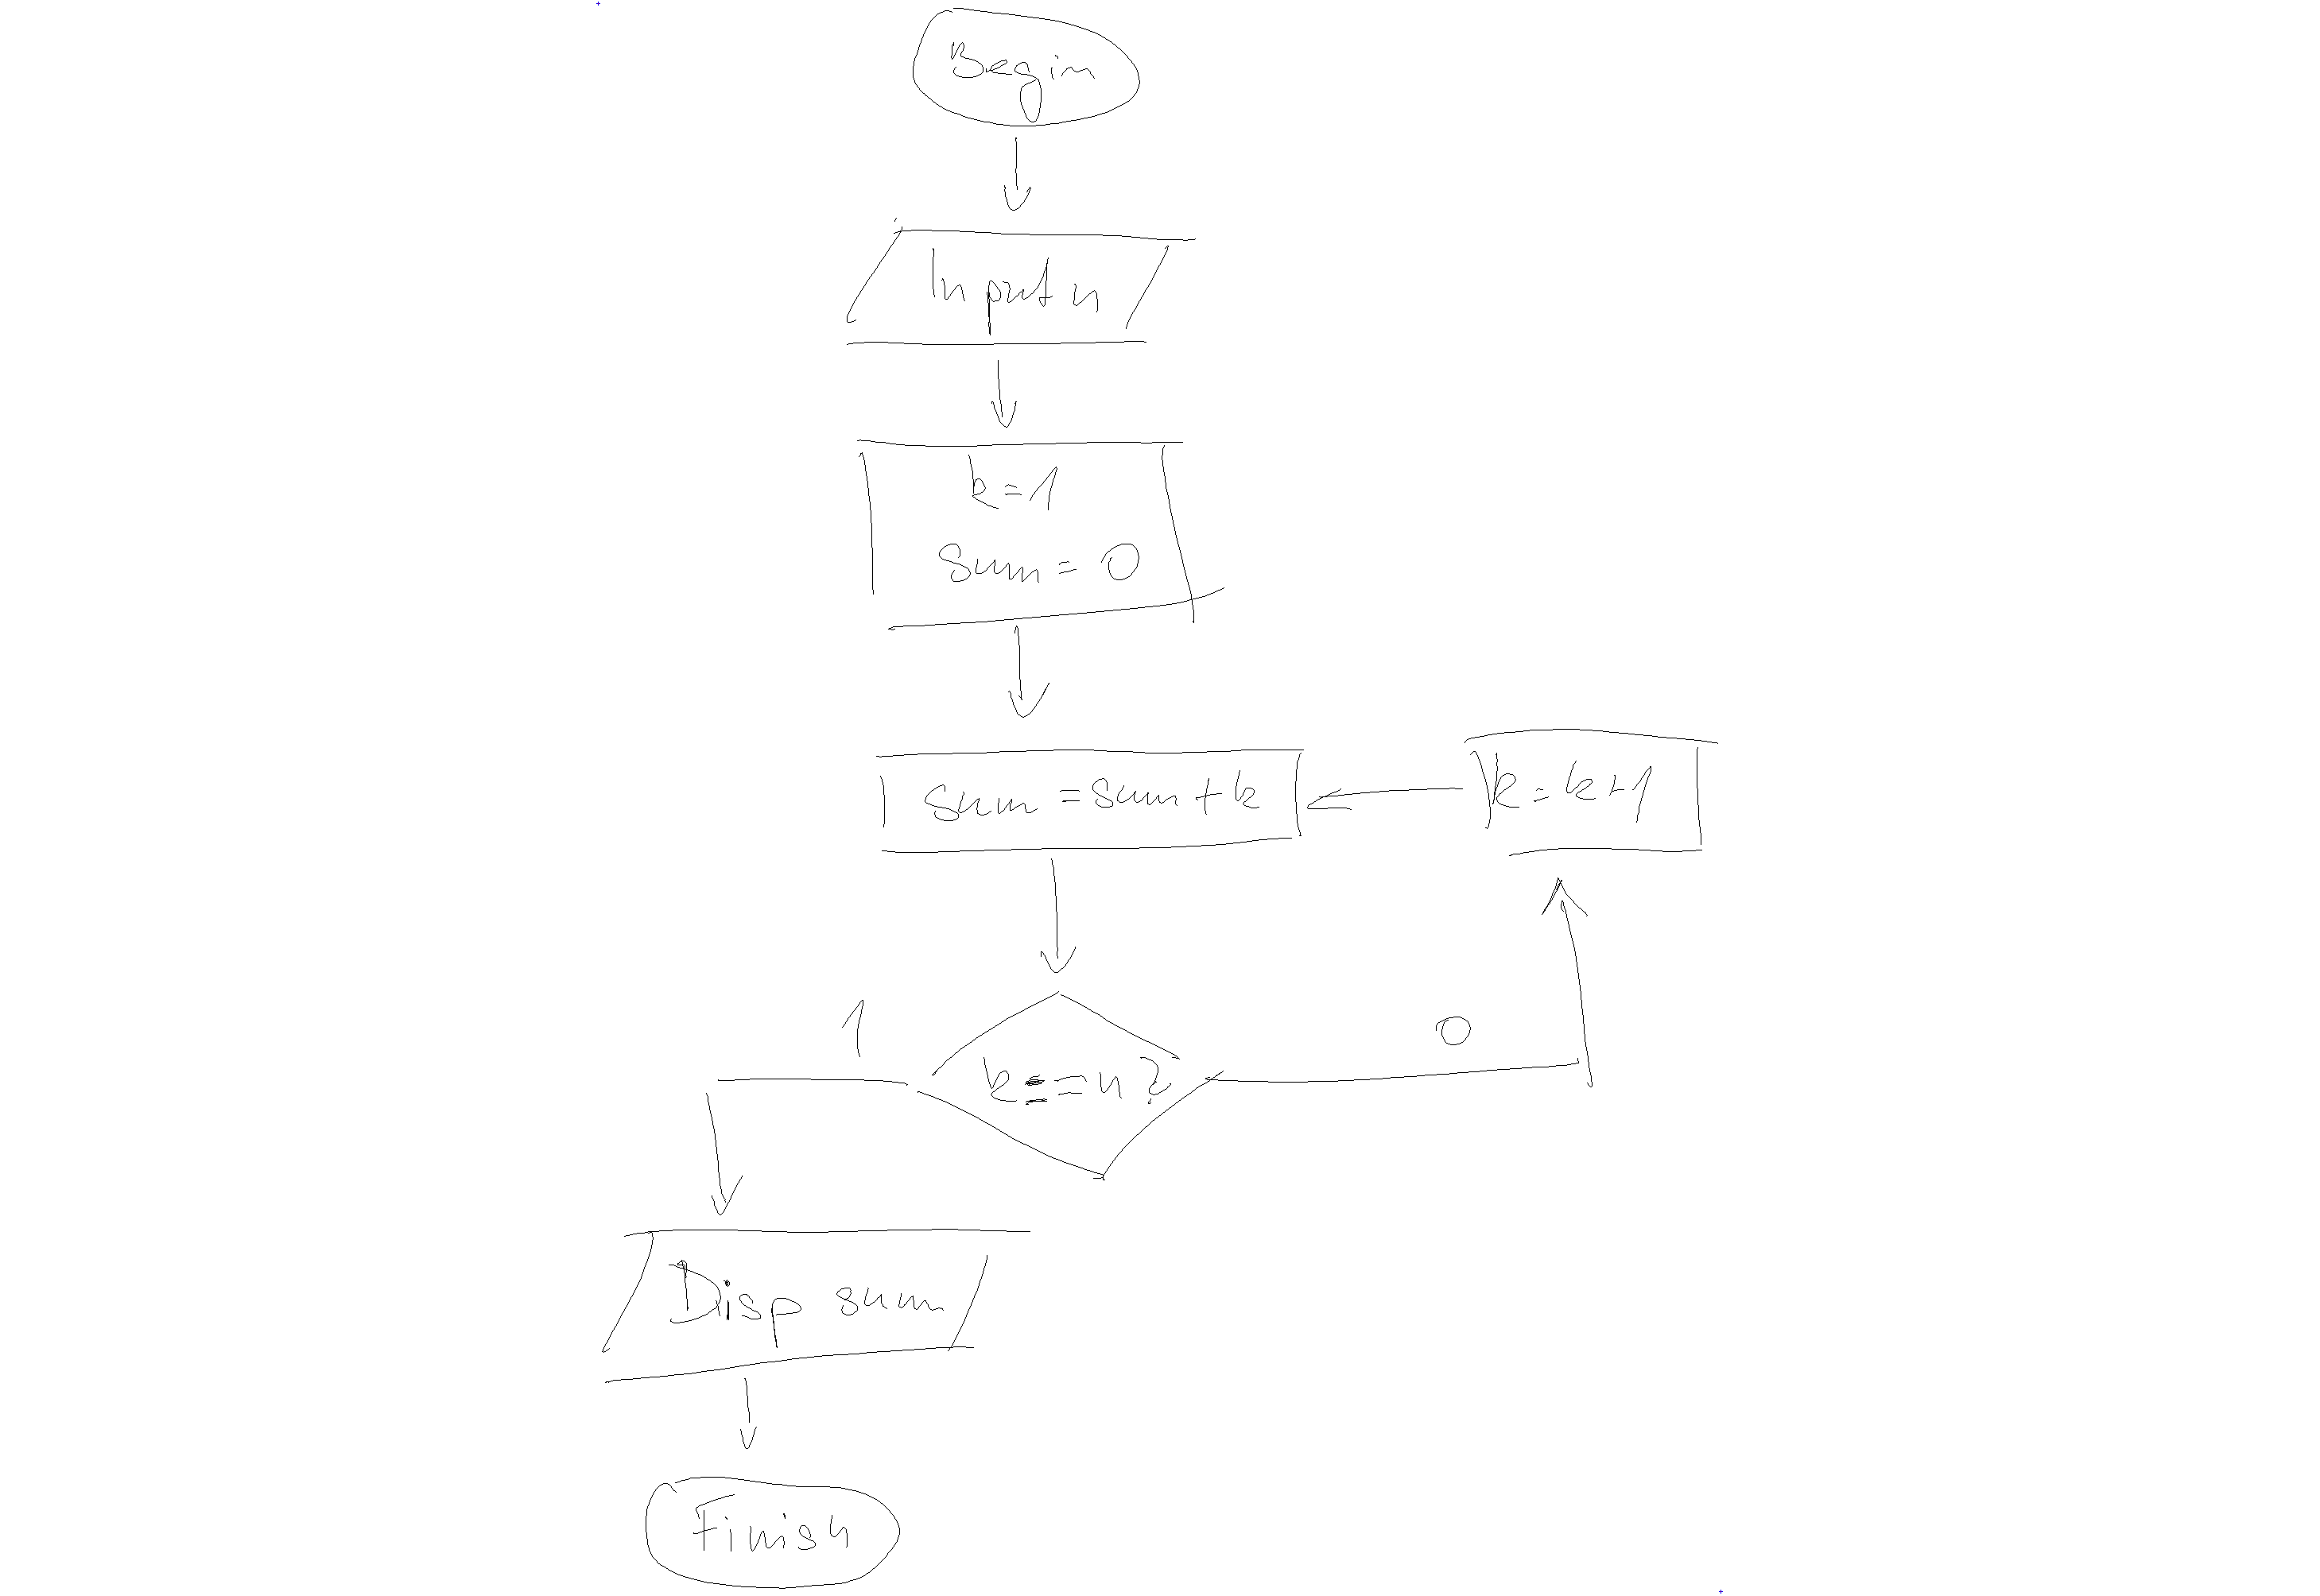 Begin
Input n
k=1
Sum = 0
sum = sum + k
k = k+1
1
0
k == n?
Disp sum
Finish